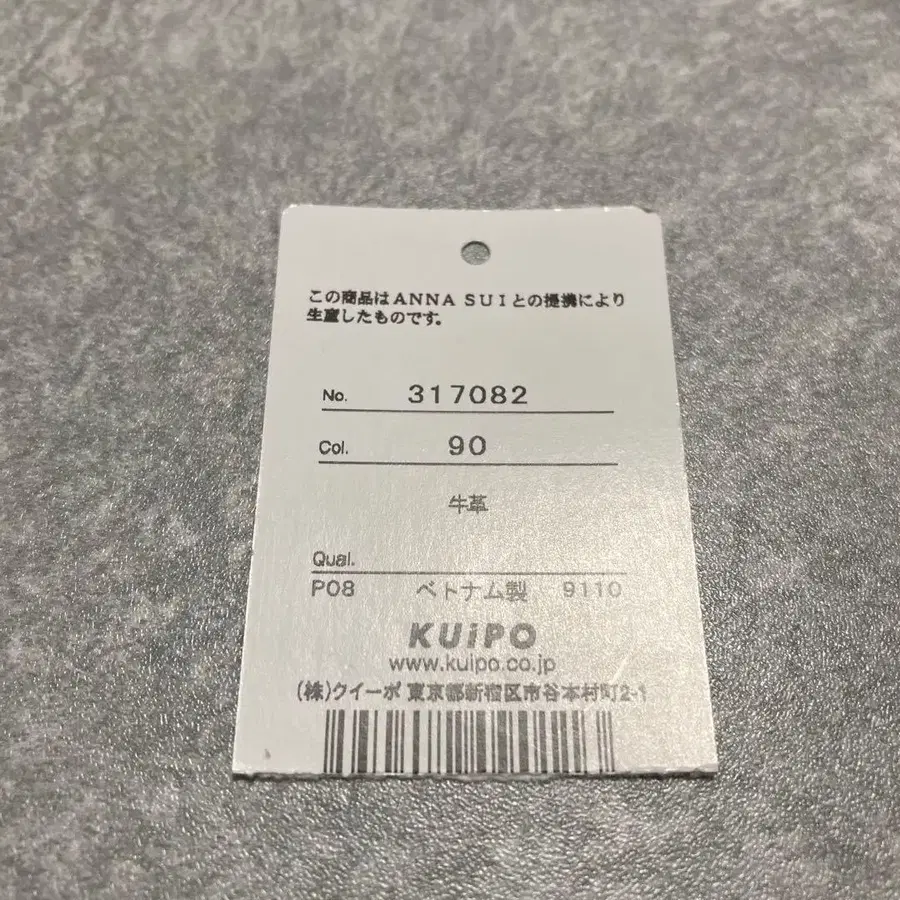 この商品はＡＮＮＡ ＳＵＩとの提携により
生産したものです。
No. 317082
Col. 90
牛革
Qual.
P08 ベトナム製 9110
KUiPO
www.kuipo.co.jp
(株)クイーポ 東京都新宿区市谷本村町2-1